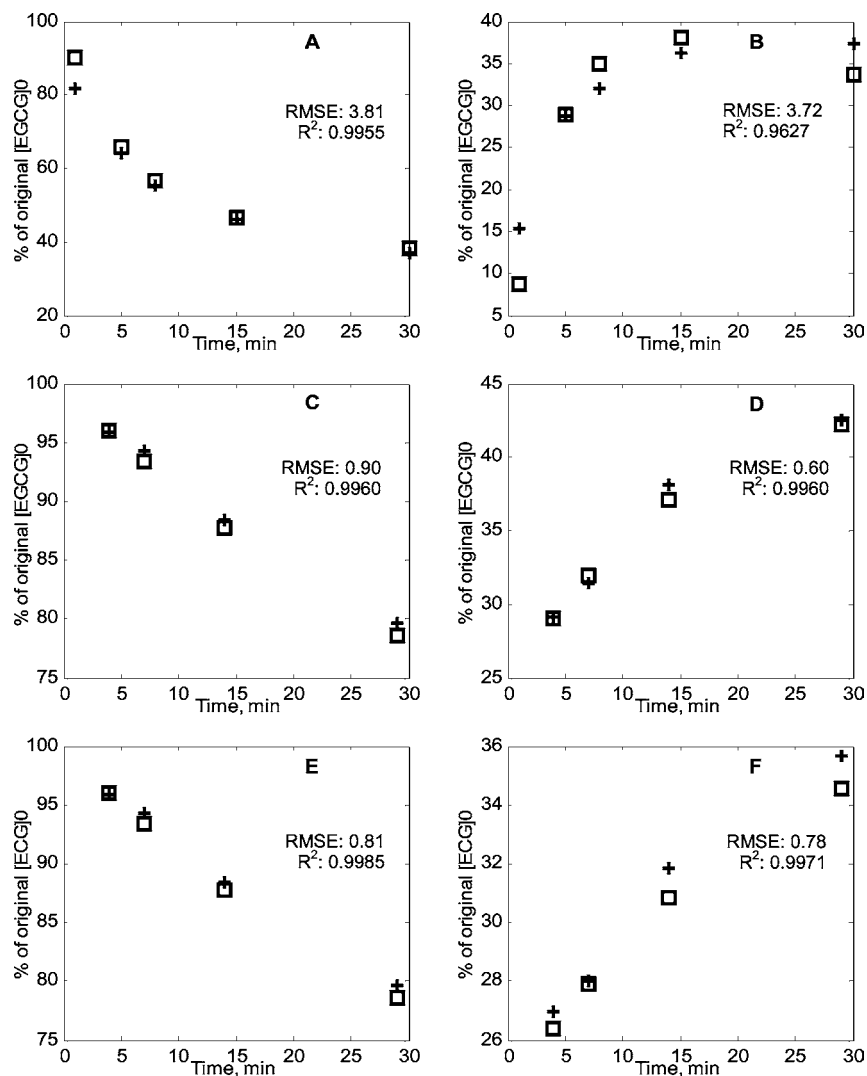 A
RMSE: 3.81
R²: 0.9955
% of original [EGCG]0
100
80
60
40
20
0 5 10 15 20 25 30
Time, min
B
RMSE: 3.72
R²: 0.9627
% of original [EGCG]0
40
35
30
25
20
15
10
5
0 5 10 15 20 25 30
Time, min
C
RMSE: 0.90
R²: 0.9960
% of original [EGCG]0
100
95
90
85
80
75
0 5 10 15 20 25 30
Time, min
D
RMSE: 0.60
R²: 0.9960
% of original [EGCG]0
45
40
35
30
25
0 5 10 15 20 25 30
Time, min
E
RMSE: 0.81
R²: 0.9985
% of original [ECG]0
100
95
90
85
80
75
0 5 10 15 20 25 30
Time, min
F
RMSE: 0.78
R²: 0.9971
% of original [ECG]0
36
34
32
30
28
26
0 5 10 15 20 25 30
Time, min